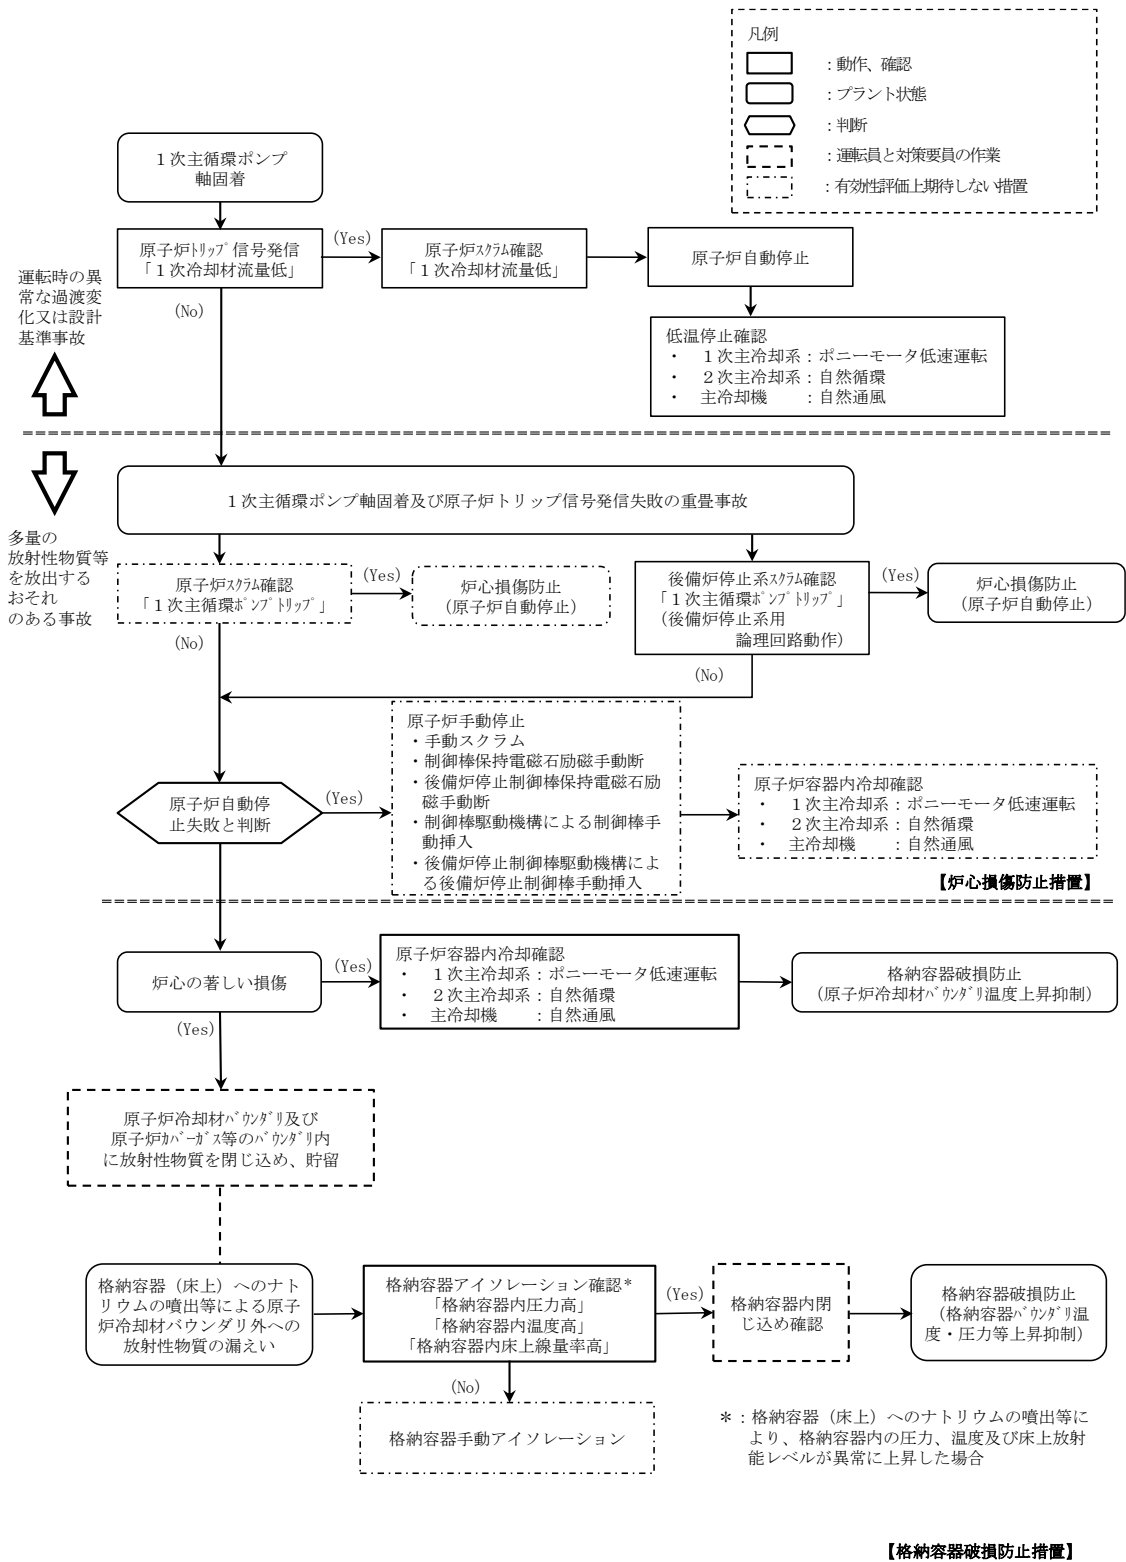 凡例
：動作、確認
：プラント状態
：判断
：運転員と対策要員の作業
：有効性評価上期待しない措置
１次主循環ポンプ
軸固着
原子炉ﾄﾘｯﾌﾟ信号発信
「１次冷却材流量低」
(Yes)
原子炉ｽｸﾗﾑ確認
「１次冷却材流量低」
原子炉自動停止
(No)
低温停止確認
・　１次主冷却系：ポニーモータ低速運転
・　２次主冷却系：自然循環
・　主冷却機　　：自然通風
運転時の異
常な過渡変
化又は設計
基準事故
多量の
放射性物質等
を放出する
おそれ
のある事故
１次主循環ポンプ軸固着及び原子炉トリップ信号発信失敗の重畳事故
原子炉ｽｸﾗﾑ確認
「１次主循環ﾎﾟﾝﾌﾟﾄﾘｯﾌﾟ」
(Yes)
炉心損傷防止
（原子炉自動停止）
後備炉停止系ｽｸﾗﾑ確認
「１次主循環ﾎﾟﾝﾌﾟﾄﾘｯﾌﾟ」
（後備炉停止系用
論理回路動作）
(Yes)
炉心損傷防止
（原子炉自動停止）
(No)
(No)
原子炉自動停
止失敗と判断
(Yes)
原子炉手動停止
・手動スクラム
・制御棒保持電磁石励磁手動断
・後備炉停止制御棒保持電磁石励
磁手動断
・制御棒駆動機構による制御棒手
動挿入
・後備炉停止制御棒駆動機構によ
る後備炉停止制御棒手動挿入
原子炉容器内冷却確認
・　１次主冷却系：ポニーモータ低速運転
・　２次主冷却系：自然循環
・　主冷却機　　：自然通風
【炉心損傷防止措置】
炉心の著しい損傷
(Yes)
原子炉容器内冷却確認
・　１次主冷却系：ポニーモータ低速運転
・　２次主冷却系：自然循環
・　主冷却機　　：自然通風
格納容器破損防止
（原子炉冷却材ﾊﾞｳﾝﾀﾞﾘ温度上昇抑制）
(Yes)
原子炉冷却材ﾊﾞｳﾝﾀﾞﾘ及び
原子炉ｶﾊﾞｰｶﾞｽ等のﾊﾞｳﾝﾀﾞﾘ内
に放射性物質を閉じ込め、貯留
格納容器（床上）へのナト
リウムの噴出等による原子
炉冷却材バウンダリ外への
放射性物質の漏えい
格納容器アイソレーション確認＊
「格納容器内圧力高」
「格納容器内温度高」
「格納容器内床上線量率高」
(Yes)
格納容器内閉
じ込め確認
格納容器破損防止
（格納容器ﾊﾞｳﾝﾀﾞﾘ温
度・圧力等上昇抑制）
(No)
格納容器手動アイソレーション
＊：格納容器（床上）へのナトリウムの噴出等に
より、格納容器内の圧力、温度及び床上放射
能レベルが異常に上昇した場合
【格納容器破損防止措置】